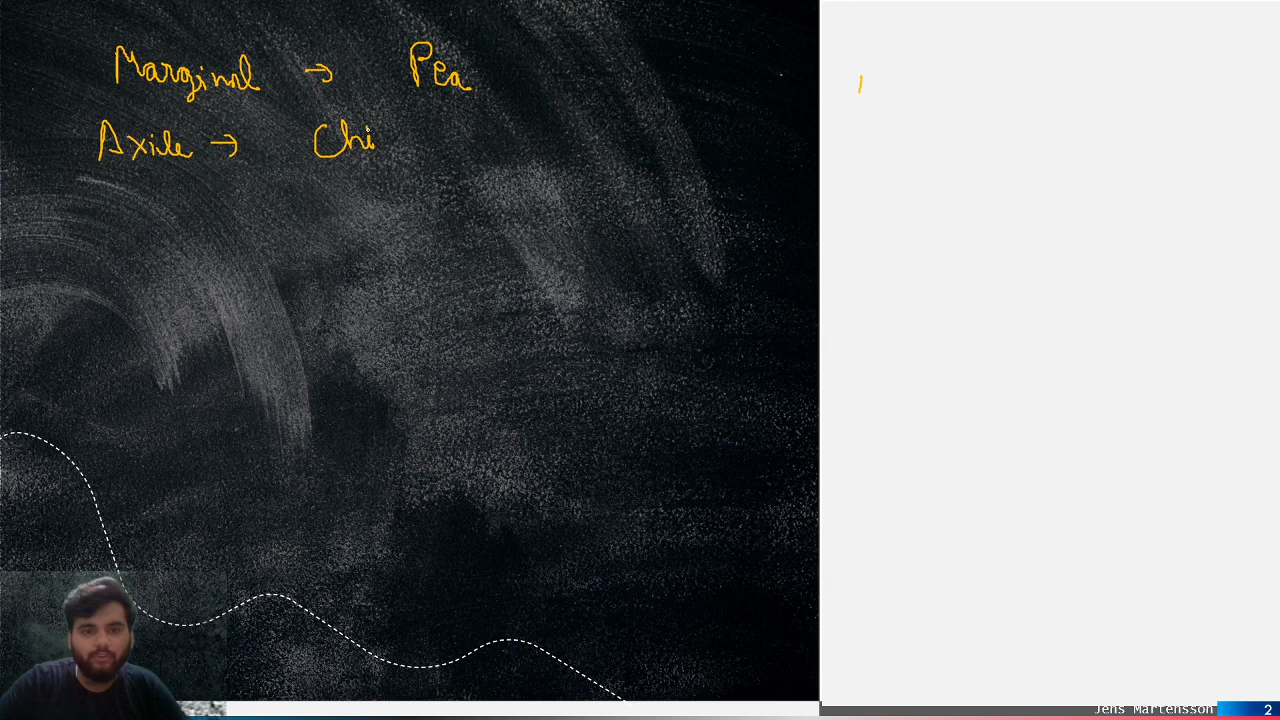 Marginal → Pea
Axile → Chi
Jens Martensson
2